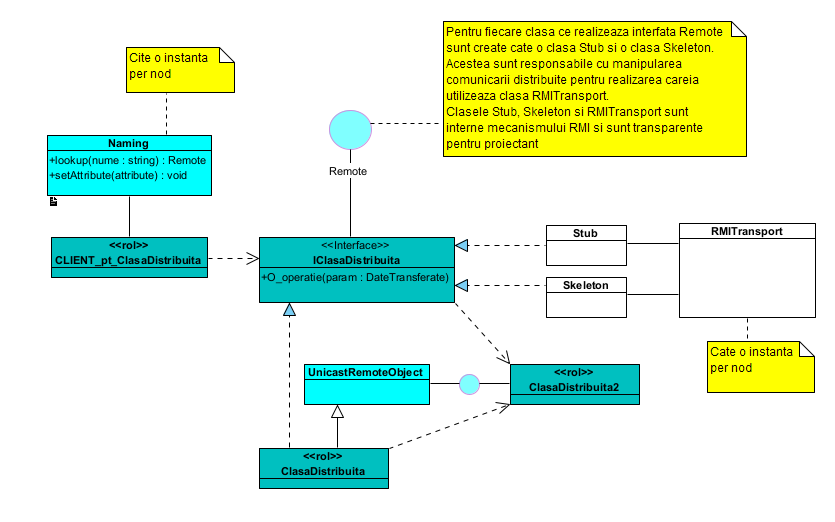 Pentru fiecare clasa ce realizeaza interfata Remote
sunt create cate o clasa Stub si o clasa Skeleton.
Acestea sunt responsabile cu manipularea
comunicarii distribuite pentru realizarea careia
utilizeaza clasa RMITransport.
Clasele Stub, Skeleton si RMITransport sunt
interne mecanismului RMI si sunt transparente
pentru proiectant
Cite o instanta
per nod
Naming
+lookup(nume : string) : Remote
+setAttribute(attribute) : void
Remote
<<rol>>
CLIENT_pt_ClasaDistribuita
<<Interface>>
IClasaDistribuita
+O_operatie(param : DateTransferate)
Stub
Skeleton
RMITransport
Cate o instanta
per nod
UnicastRemoteObject
<<rol>>
ClasaDistribuita2
<<rol>>
ClasaDistribuita